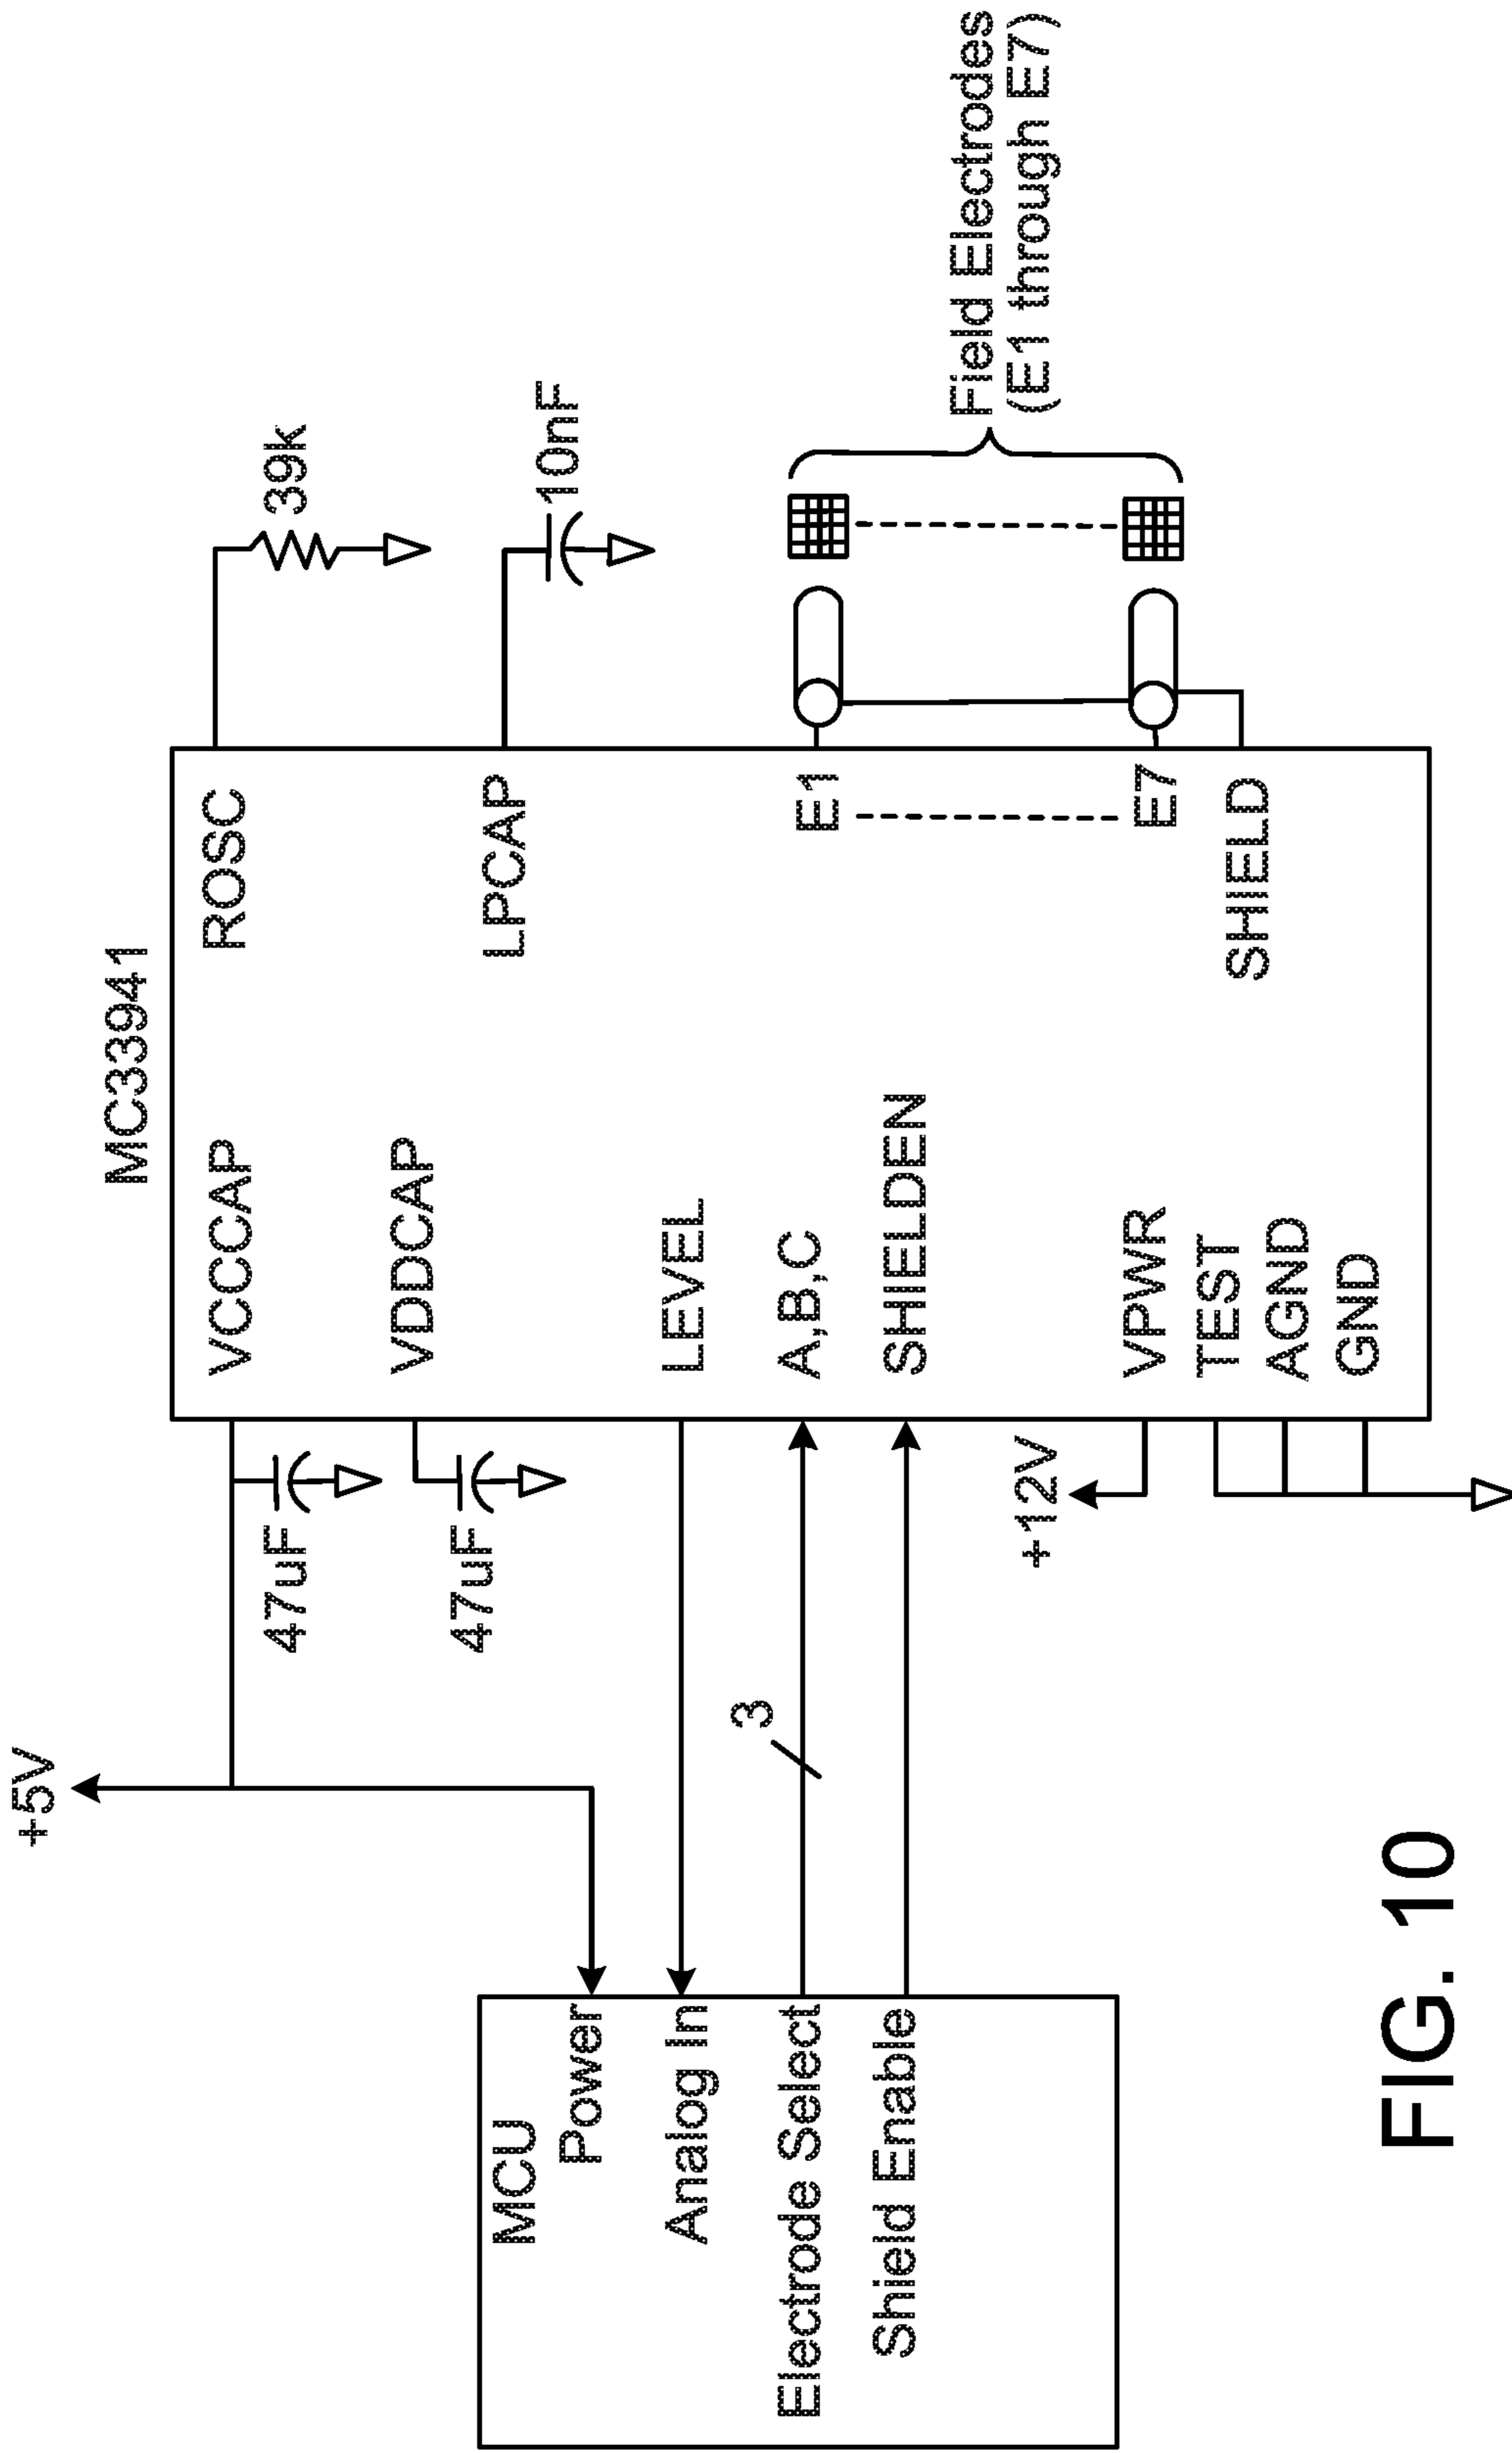 +5V
MC33941
47uF
47uF
VCCCAP
VDDCAP
ROSC
39k
LPCAP
10nF
MCU
Power
Analog In
Electrode Select
Shield Enable
3
LEVEL
A,B,C
SHIELDEN
+12V
VPWR
TEST
AGND
GND
E1
E7
SHIELD
Field Electrodes
(E1 through E7)
FIG. 10